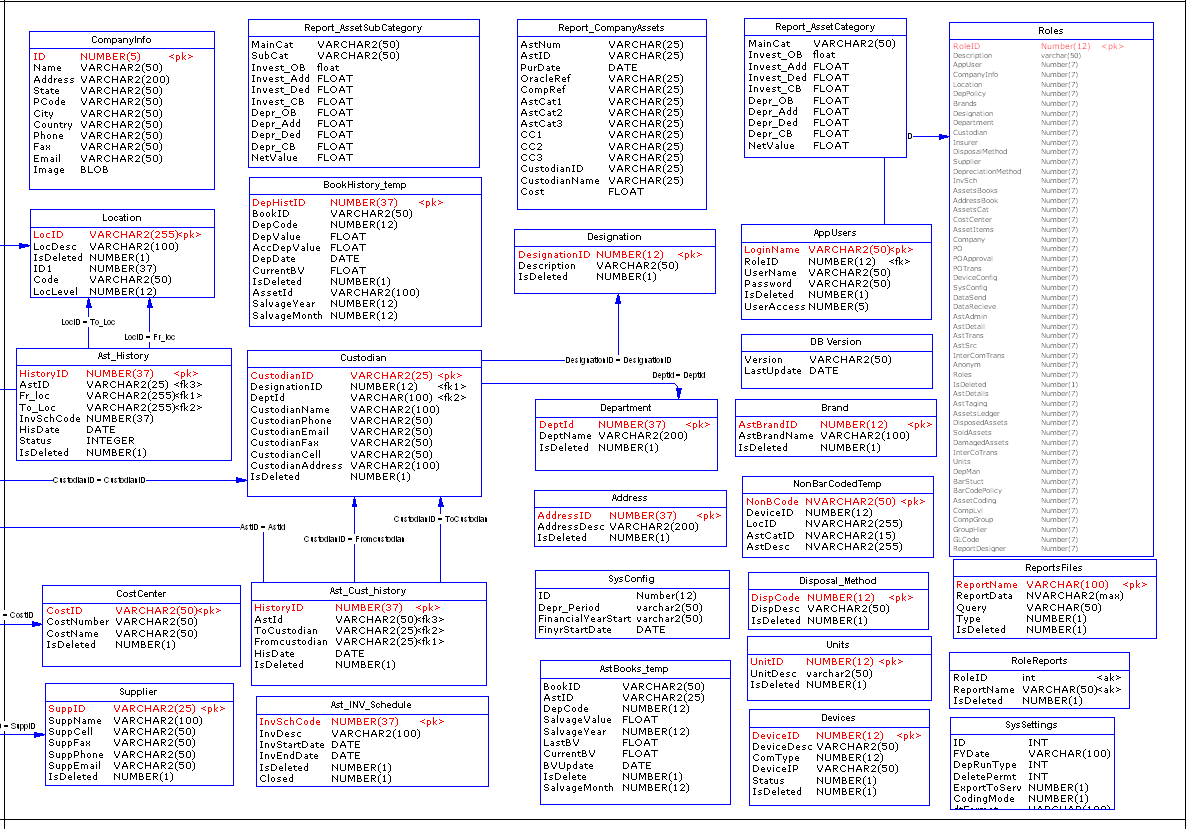 CompanyInfo
ID NUMBER(5) <pk>
Name VARCHAR2(50)
Address VARCHAR2(200)
State VARCHAR2(50)
PCode VARCHAR2(50)
City VARCHAR2(50)
Country VARCHAR2(50)
Phone VARCHAR2(50)
Fax VARCHAR2(50)
Email VARCHAR2(50)
Image BLOB
Location
LocID VARCHAR2(255)<pk>
LocDesc VARCHAR2(100)
IsDeleted NUMBER(1)
ID1 NUMBER(37)
Code VARCHAR2(50)
LocLevel NUMBER(12)
LocID = To_Loc
LocID = Fr_loc
Ast_History
HistoryID NUMBER(37) <pk>
AstID VARCHAR2(25) <fk3>
Fr_loc VARCHAR2(255)<fk1>
To_Loc VARCHAR2(255)<fk2>
InvSchCode NUMBER(37)
HisDate DATE
Status INTEGER
IsDeleted NUMBER(1)
CustodianID = CustodianID
AstID = AstId
CostCenter
CostID VARCHAR2(50)<pk>
CostNumber VARCHAR2(50)
CostName VARCHAR2(50)
IsDeleted NUMBER(1)
= CostID
Supplier
SuppID VARCHAR2(25) <pk>
SuppName VARCHAR2(100)
SuppCell VARCHAR2(50)
SuppFax VARCHAR2(50)
SuppPhone VARCHAR2(50)
SuppEmail VARCHAR2(50)
IsDeleted NUMBER(1)
= SuppID
Report_AssetSubCategory
MainCat VARCHAR2(50)
SubCat VARCHAR2(50)
Invest_OB float
Invest_Add FLOAT
Invest_Ded FLOAT
Invest_CB FLOAT
Depr_OB FLOAT
Depr_Add FLOAT
Depr_Ded FLOAT
Depr_CB FLOAT
NetValue FLOAT
BookHistory_temp
DepHistID NUMBER(37) <pk>
BookID VARCHAR2(50)
DepCode NUMBER(12)
DepValue FLOAT
AccDepValue FLOAT
DepDate DATE
CurrentBV FLOAT
IsDeleted NUMBER(1)
AssetId VARCHAR2(100)
SalvageYear NUMBER(12)
SalvageMonth NUMBER(12)
Custodian
CustodianID VARCHAR2(25) <pk>
DesignationID NUMBER(12) <fk1>
DeptId VARCHAR(100) <fk2>
CustodianName VARCHAR2(100)
CustodianPhone VARCHAR2(50)
CustodianEmail VARCHAR2(50)
CustodianFax VARCHAR2(50)
CustodianCell VARCHAR2(50)
CustodianAddress VARCHAR2(100)
IsDeleted NUMBER(1)
CustodianID = ToCustodian
CustodianID = Fromcustodian
Ast_Cust_history
HistoryID NUMBER(37) <pk>
AstId VARCHAR2(50)<fk3>
ToCustodian VARCHAR2(25)<fk2>
Fromcustodian VARCHAR2(25)<fk1>
HisDate DATE
IsDeleted NUMBER(1)
Ast_INV_Schedule
InvSchCode NUMBER(37) <pk>
InvDesc VARCHAR2(100)
InvStartDate DATE
InvEndDate DATE
IsDeleted NUMBER(1)
Closed NUMBER(1)
Report_CompanyAssets
AstNum VARCHAR(25)
AstID VARCHAR(25)
PurDate DATE
OracleRef VARCHAR(25)
CompRef VARCHAR(25)
AstCat1 VARCHAR(25)
AstCat2 VARCHAR(25)
AstCat3 VARCHAR(25)
CC1 VARCHAR(25)
CC2 VARCHAR(25)
CC3 VARCHAR(25)
CustodianID VARCHAR(25)
CustodianName VARCHAR(25)
Cost FLOAT
Designation
DesignationID NUMBER(12) <pk>
Description VARCHAR2(50)
IsDeleted NUMBER(1)
DesignationID = DesignationID
DeptId = DeptId
Department
DeptId NUMBER(37) <pk>
DeptName VARCHAR2(200)
IsDeleted NUMBER(1)
Address
AddressID NUMBER(37) <pk>
AddressDesc VARCHAR2(200)
IsDeleted NUMBER(1)
SysConfig
ID Number(12)
Depr_Period varchar2(50)
FinancialYearStart varchar2(50)
FinyrStartDate DATE
AstBooks_temp
BookID VARCHAR2(50)
AstID VARCHAR2(25)
DepCode NUMBER(12)
SalvageValue FLOAT
SalvageYear NUMBER(12)
LastBV FLOAT
CurrentBV FLOAT
BVUpdate DATE
IsDelete NUMBER(1)
SalvageMonth NUMBER(12)
Report_AssetCategory
MainCat VARCHAR2(50)
Invest_OB float
Invest_Add FLOAT
Invest_Ded FLOAT
Invest_CB FLOAT
Depr_OB FLOAT
Depr_Add FLOAT
Depr_Ded FLOAT
Depr_CB FLOAT
NetValue FLOAT
D
AppUsers
LoginName VARCHAR2(50)<pk>
RoleID NUMBER(12) <fk>
UserName VARCHAR2(50)
Password VARCHAR2(50)
IsDeleted NUMBER(1)
UserAccess NUMBER(5)
DB Version
Version VARCHAR2(50)
LastUpdate DATE
Brand
AstBrandID NUMBER(12) <pk>
AstBrandName VARCHAR2(100)
IsDeleted NUMBER(1)
NonBarCodedTemp
NonBCode NVARCHAR2(50) <pk>
DeviceID NUMBER(12)
LocID NVARCHAR2(255)
AstCatID NVARCHAR2(15)
AstDesc NVARCHAR2(255)
Disposal_Method
DispCode NUMBER(12) <pk>
DispDesc VARCHAR2(50)
IsDeleted NUMBER(1)
Units
UnitID NUMBER(12) <pk>
UnitDesc varchar2(50)
IsDeleted NUMBER(1)
Devices
DeviceID NUMBER(12) <pk>
DeviceDesc VARCHAR2(50)
ComType NUMBER(12)
DeviceIP VARCHAR2(50)
Status NUMBER(1)
IsDeleted NUMBER(1)
Roles
RoleID Number(12) <pk>
Description varchar(50)
AppUser Number(7)
CompanyInfo Number(7)
Location Number(7)
DepPolicy Number(7)
Brands Number(7)
Designation Number(7)
Department Number(7)
Custodian Number(7)
Insurer Number(7)
DisposalMethod Number(7)
Supplier Number(7)
DepreciationMethod Number(7)
InvSch Number(7)
AssetsBooks Number(7)
AddressBook Number(7)
AssetsCat Number(7)
CostCenter Number(7)
AssetItems Number(7)
Company Number(7)
PO Number(7)
POApproval Number(7)
POTrans Number(7)
DeviceConfig Number(7)
SysConfig Number(7)
DataSend Number(7)
DataRecieve Number(7)
AstAdmin Number(7)
AstDetail Number(7)
AstTrans Number(7)
AstSrc Number(7)
InterComTrans Number(7)
Anonym Number(7)
Roles Number(7)
IsDeleted Number(1)
AstDetails Number(7)
AstTaging Number(7)
AssetsLedger Number(7)
DisposedAssets Number(7)
SoldAssets Number(7)
DamagedAssets Number(7)
InterCoTrans Number(7)
Units Number(7)
DepMan Number(7)
BarStuct Number(7)
BarCodePolicy Number(7)
AssetCoding Number(7)
CompLvl Number(7)
CompGroup Number(7)
GroupHier Number(7)
GLCode Number(7)
ReportDesigner Number(7)
ReportsFiles
ReportName VARCHAR(100) <pk>
ReportData NVARCHAR2(max)
Query VARCHAR(50)
Type NUMBER(1)
IsDeleted NUMBER(1)
RoleReports
RoleID int <ak>
ReportName VARCHAR(50)<ak>
IsDeleted NUMBER(1)
SysSettings
ID INT
FYDate VARCHAR(100)
DepRunType INT
DeletePermt INT
ExportToServ NUMBER(1)
CodingMode NUMBER(1)